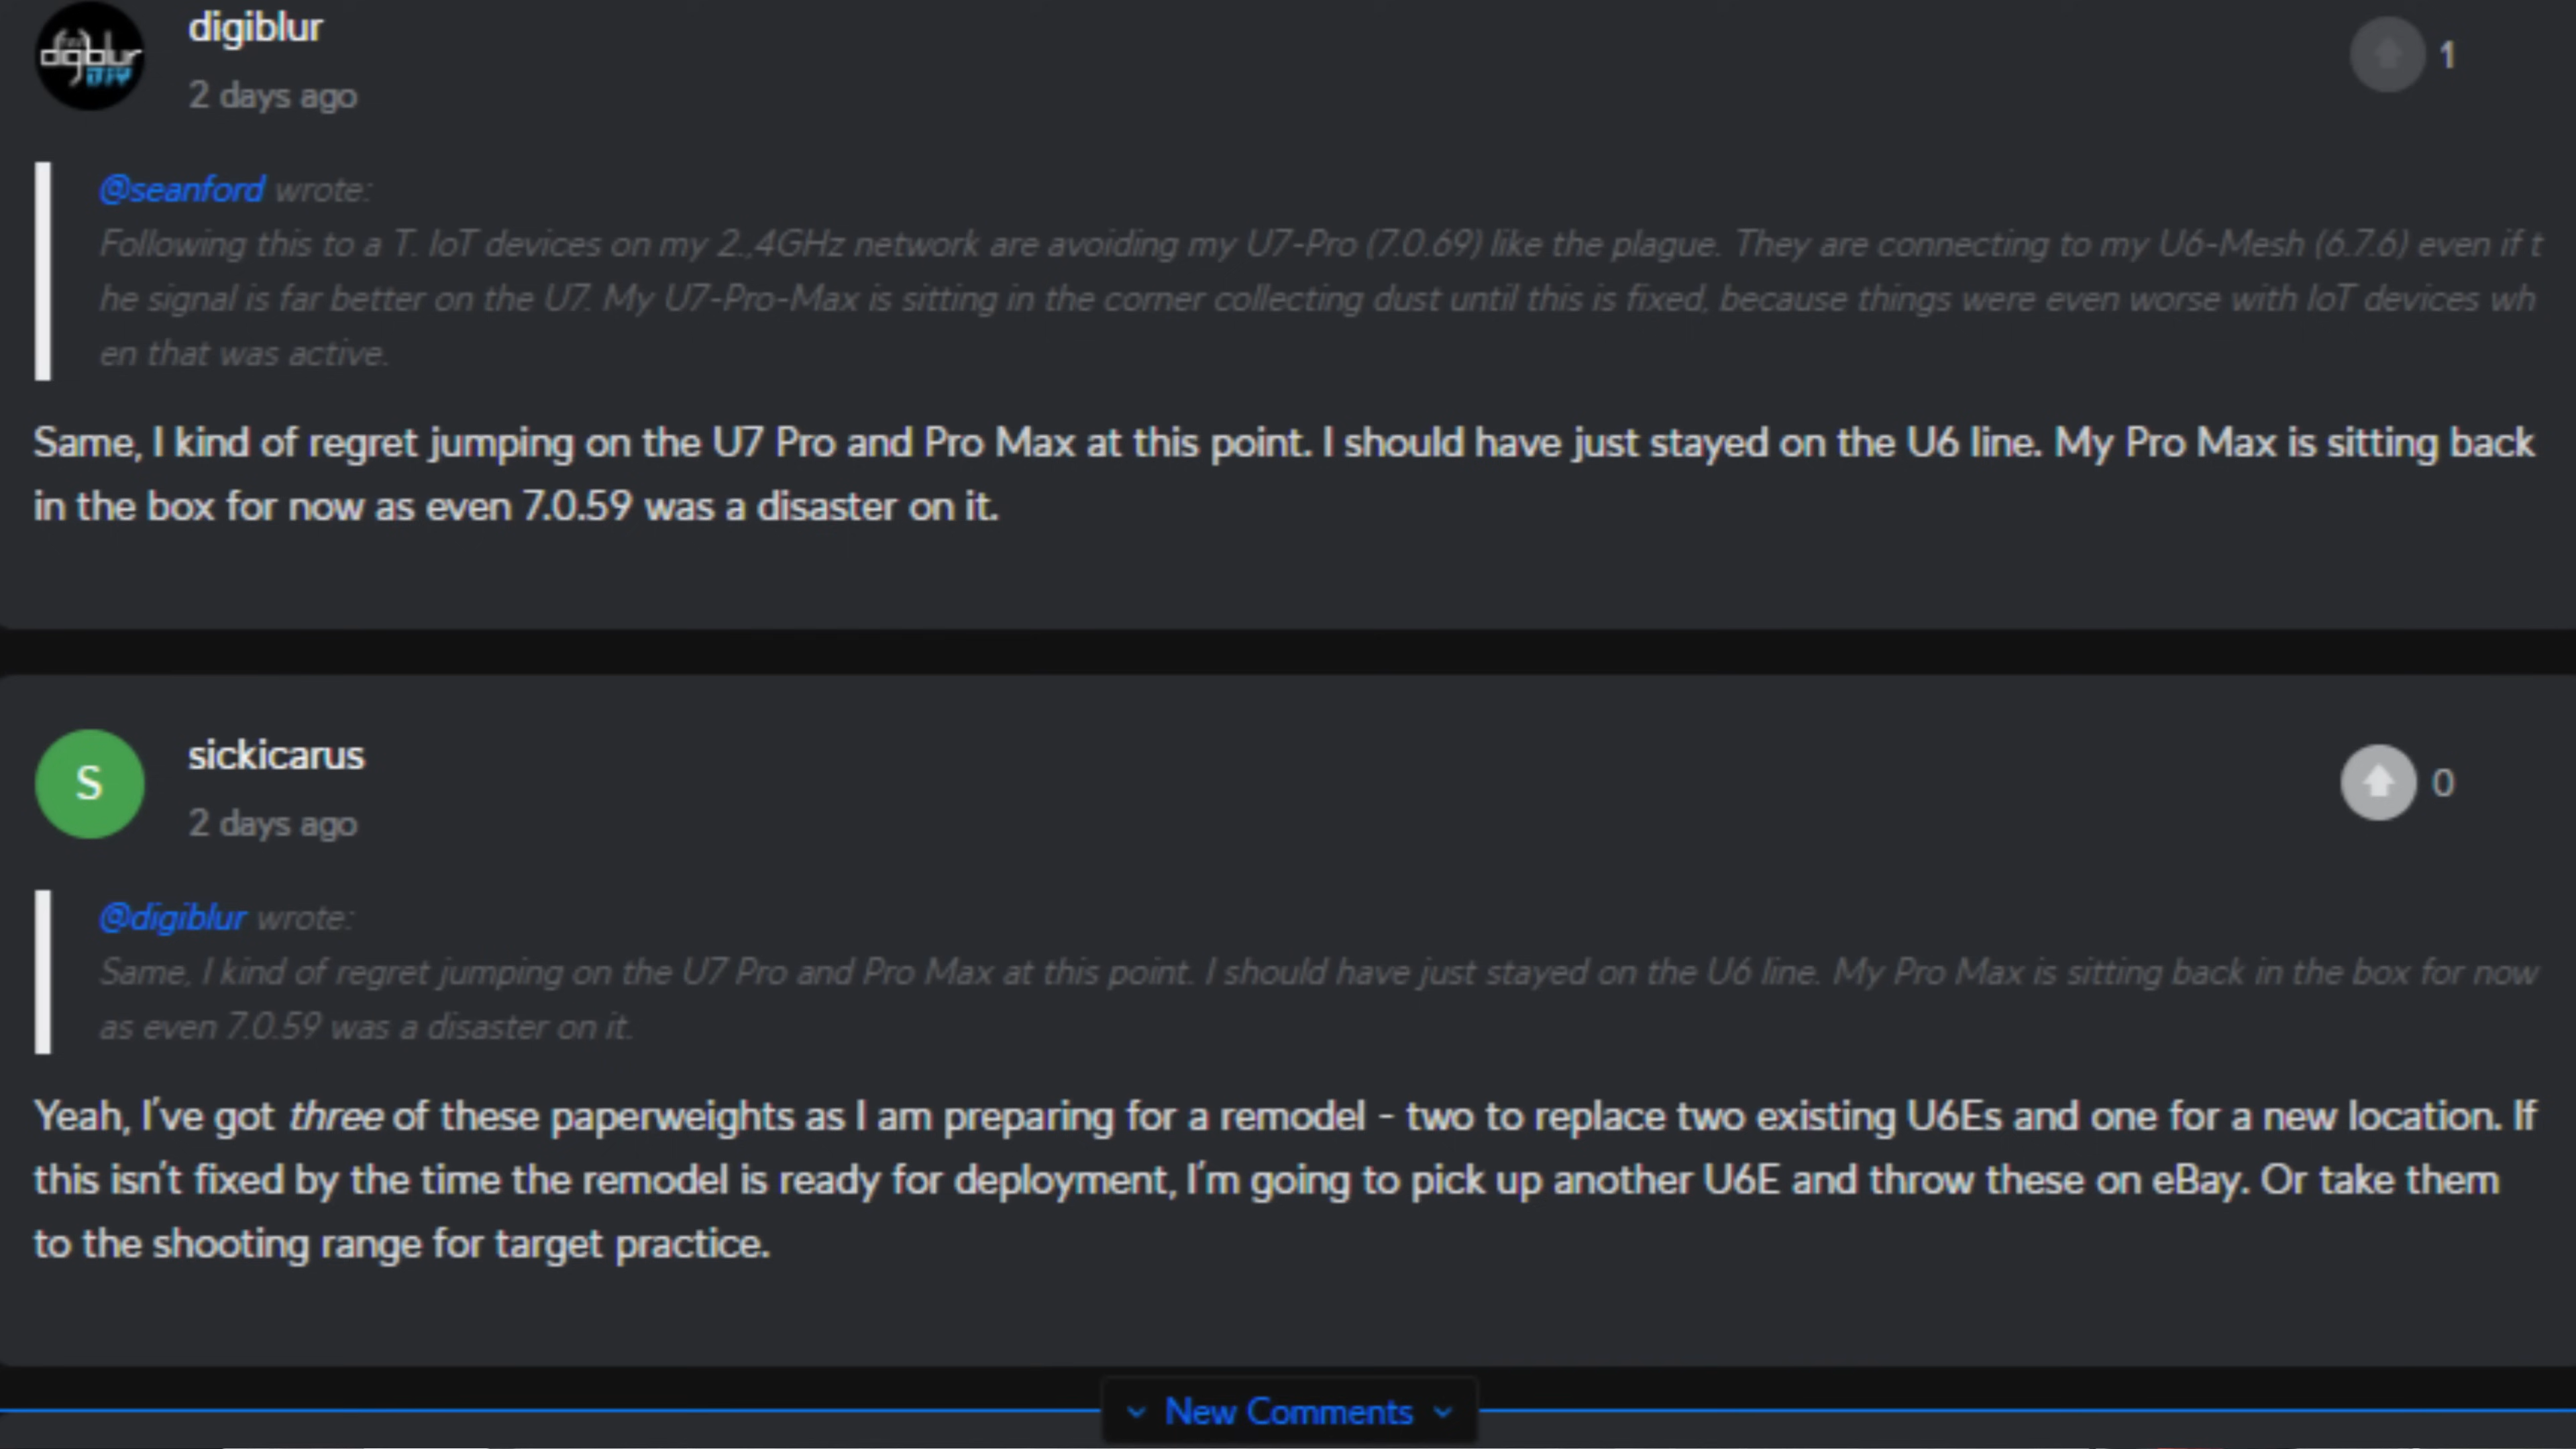 digiblur
DIY
digiblur
1
2 days ago
@seanford wrote:
Following this to a T. IoT devices on my 2.,4GHz network are avoiding my U7-Pro (7.0.69) like the plague. They are connecting to my U6-Mesh (6.7.6) even if t
he signal is far better on the U7. My U7-Pro-Max is sitting in the corner collecting dust until this is fixed, because things were even worse with IoT devices wh
en that was active.
Same, I kind of regret jumping on the U7 Pro and Pro Max at this point. I should have just stayed on the U6 line. My Pro Max is sitting back
in the box for now as even 7.0.59 was a disaster on it.
S
sickicarus
0
2 days ago
@digiblur wrote:
Same, I kind of regret jumping on the U7 Pro and Pro Max at this point. I should have just stayed on the U6 line. My Pro Max is sitting back in the box for now
as even 7.0.59 was a disaster on it.
Yeah, I've got three of these paperweights as I am preparing for a remodel - two to replace two existing U6Es and one for a new location. If
this isn't fixed by the time the remodel is ready for deployment, I'm going to pick up another U6E and throw these on eBay. Or take them
to the shooting range for target practice.
New Comments